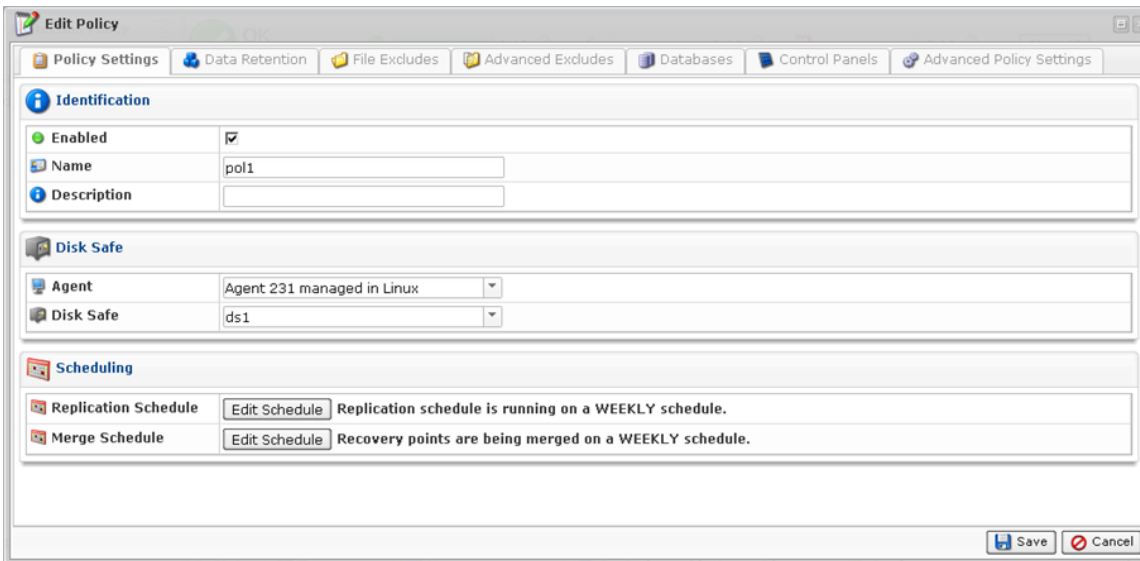 Edit Policy
OK
Policy Settings Data Retention File Excludes Advanced Excludes Databases Control Panels Advanced Policy Settings
Identification
Enabled
Name pol1
Description
Disk Safe
Agent Agent 231 managed in Linux
Disk Safe ds1
Scheduling
Replication Schedule Edit Schedule Replication schedule is running on a WEEKLY schedule.
Merge Schedule Edit Schedule Recovery points are being merged on a WEEKLY schedule.
Save Cancel